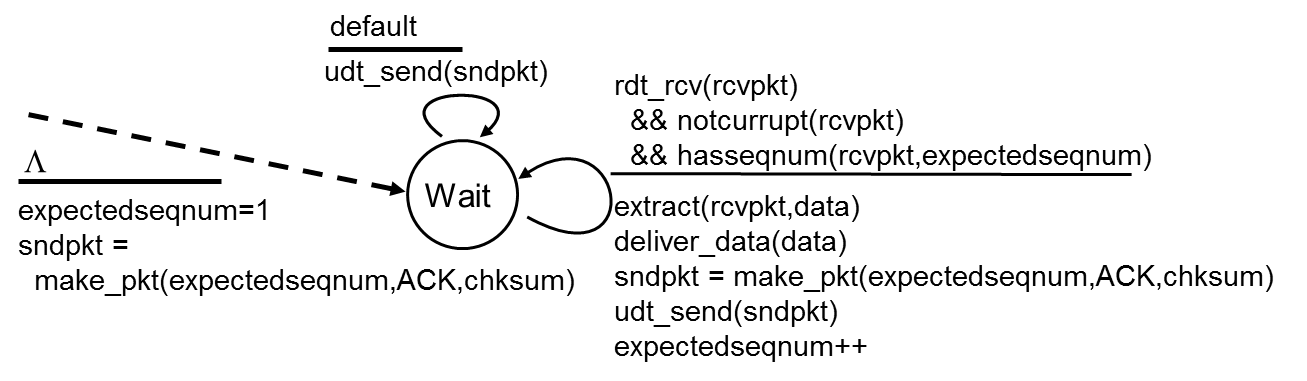 default
udt_send(sndpkt)
rdt_rcv(rcvpkt)
&& notcurrupt(rcvpkt)
&& hasseqnum(rcvpkt,expectedseqnum)
Λ
expectedseqnum=1
sndpkt =
make_pkt(expectedseqnum,ACK,chksum)
Wait
extract(rcvpkt,data)
deliver_data(data)
sndpkt = make_pkt(expectedseqnum,ACK,chksum)
udt_send(sndpkt)
expectedseqnum++